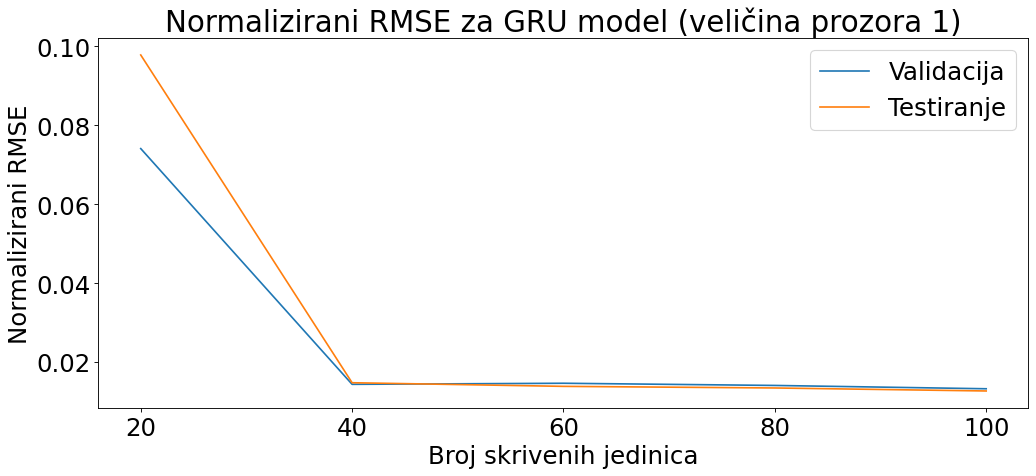 Normalizirani RMSE za GRU model (veličina prozora 1)
Validacija
Testiranje
Normalizirani RMSE
0.10
0.08
0.06
0.04
0.02
20 40 60 80 100
Broj skrivenih jedinica